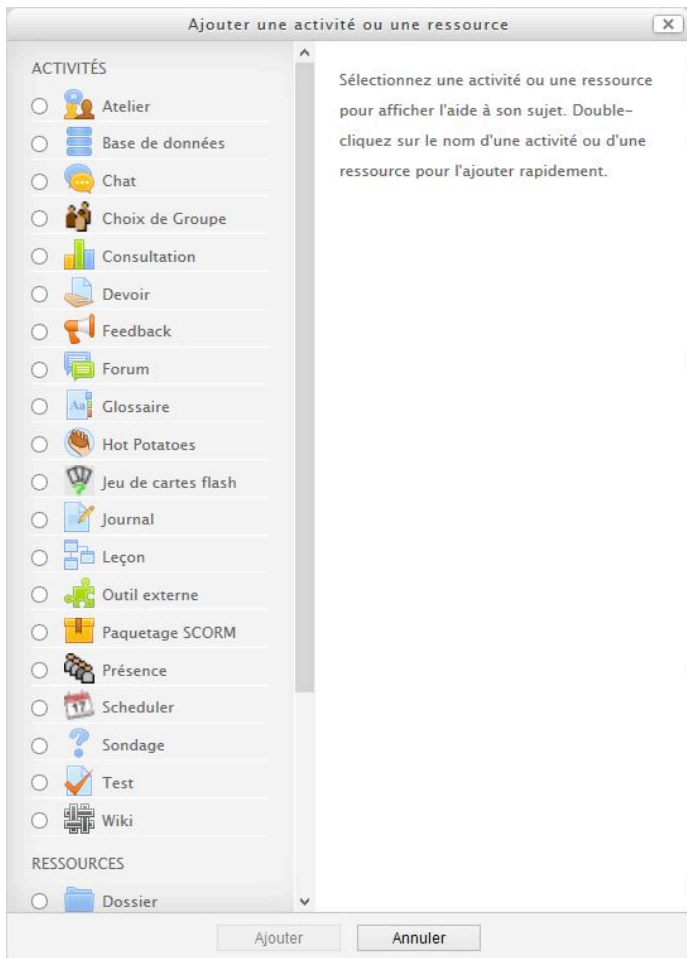 Ajouter une activité ou une ressource
ACTIVITÉS
Atelier
Base de données
Chat
Choix de Groupe
Consultation
Devoir
Feedback
Forum
Aa
Glossaire
Hot Potatoes
Jeu de cartes flash
Journal
Leçon
Outil externe
Paquetage SCORM
Présence
17
Scheduler
Sondage
Test
Wiki
RESSOURCES
Dossier
Sélectionnez une activité ou une ressource
pour afficher l'aide à son sujet. Double-
cliquez sur le nom d'une activité ou d'une
ressource pour l'ajouter rapidement.
Ajouter
Annuler